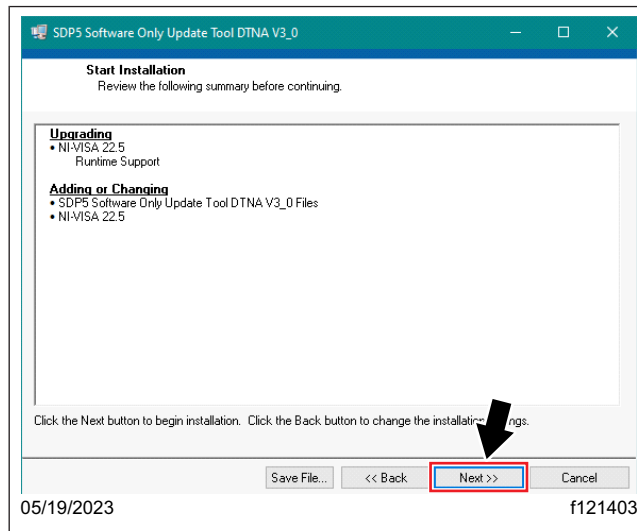 SDP5 Software Only Update Tool DTNA V3_0
Start Installation
Review the following summary before continuing.
Upgrading
• NI-VISA 22.5
Runtime Support
Adding or Changing
• SDP5 Software Only Update Tool DTNA V3_0 Files
• NI-VISA 22.5
Click the Next button to begin installation. Click the Back button to change the installation ngs.
Save File... << Back Next >> Cancel
05/19/2023 f121403